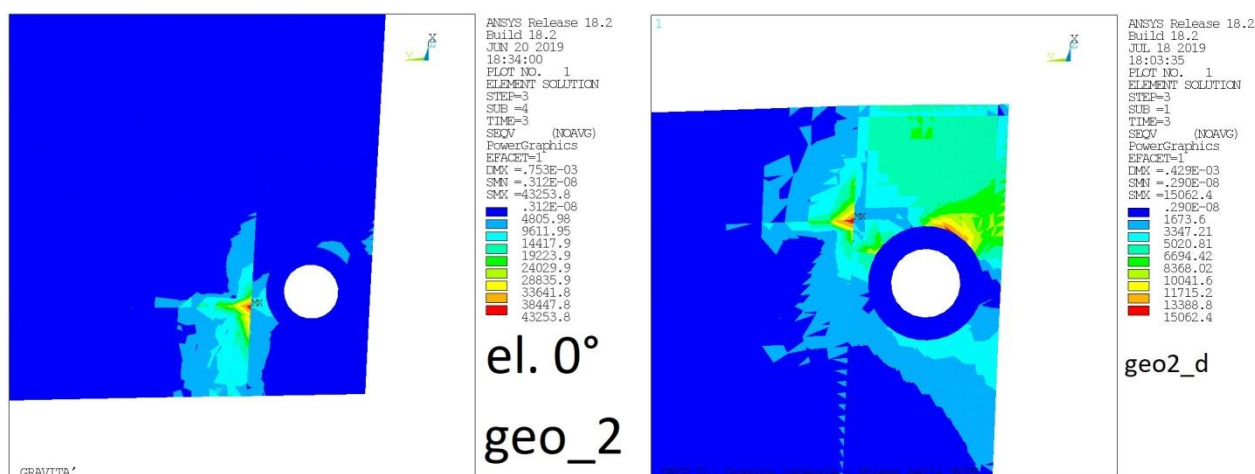 ANSYS Release 18.2
Build 18.2
JUN 20 2019
18:34:00
PLOT NO. 1
ELEMENT SOLUTION
STEP=3
SUB =4
TIME=3
SEQV (NOAVG)
PowerGraphics
EFACET=1
DMX =.753E-03
SMN =.312E-08
SMX =43253.8
.312E-08
4805.98
9611.95
14417.9
19223.9
24029.9
28835.9
33641.8
38447.8
43253.8
X
Y
Z
MX
el. 0°
geo_2
GRAVITA´
1
ANSYS Release 18.2
Build 18.2
JUL 18 2019
18:03:35
PLOT NO. 1
ELEMENT SOLUTION
STEP=3
SUB =1
TIME=3
SEQV (NOAVG)
PowerGraphics
EFACET=1
DMX =.429E-03
SMN =.290E-08
SMX =15062.4
.290E-08
1673.6
3347.21
5020.81
6694.42
8368.02
10041.6
11715.2
13388.8
15062.4
X
Y
Z
MX
geo2_d